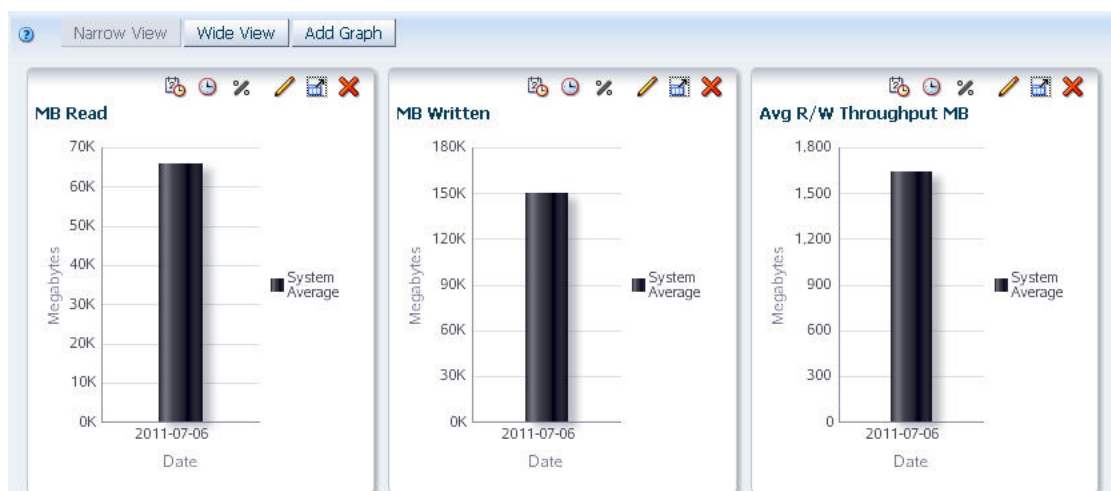 Narrow View Wide View Add Graph
MB Read
70K
60K
50K
40K
30K
20K
10K
0K
Megabytes
2011-07-06
Date
System
Average
MB Written
180K
150K
120K
90K
60K
30K
0K
Megabytes
2011-07-06
Date
System
Average
Avg R/W Throughput MB
1,800
1,500
1,200
900
600
300
0
Megabytes
2011-07-06
Date
System
Average